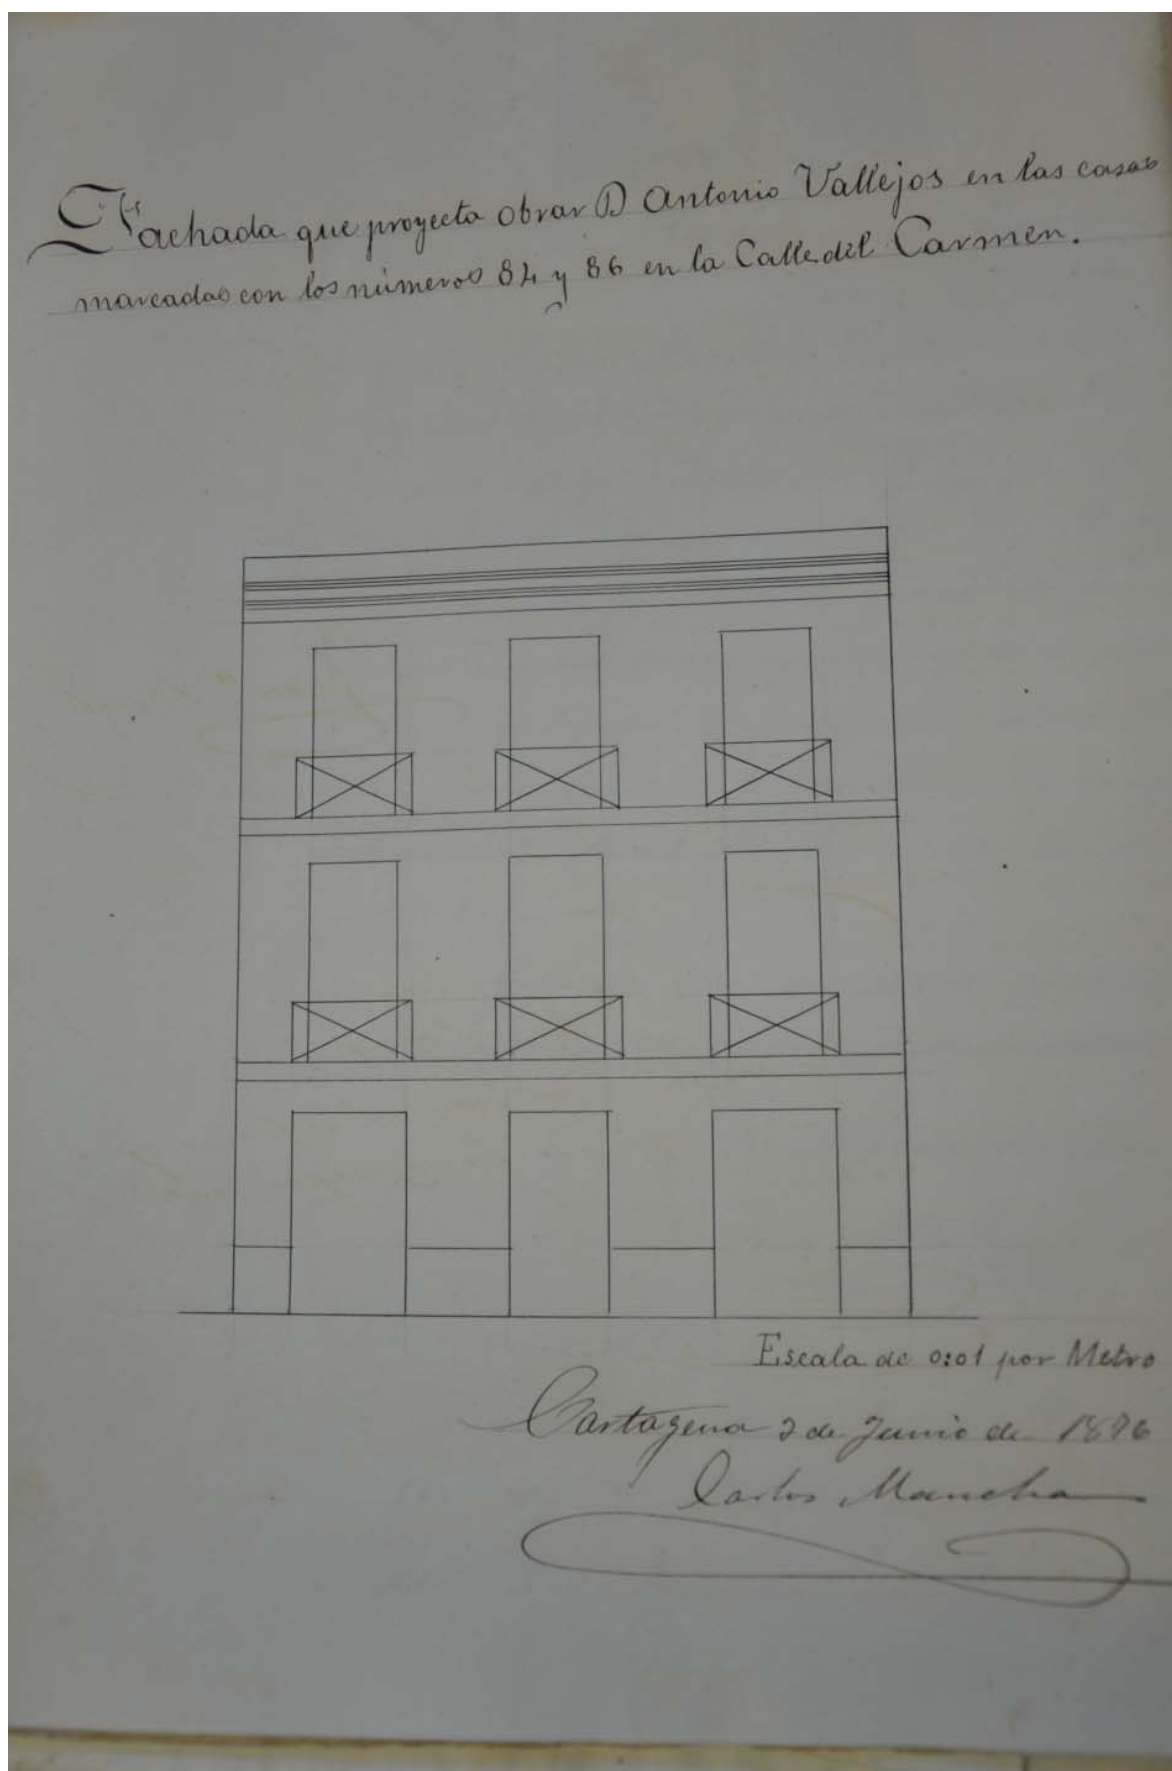 Fachada que proyecta obrar D Antonio Vallejos en las casas
marcadas con los números 84 y 86 en la Calle del Carmen.
Escala de 0:01 por Metro
Cartagena 2 de Junio de 1896
Carlos Mancha